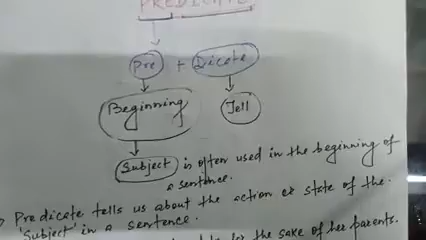 PREDICATE
Pre + Dicate
Beginning Tell
Subject is often used in the beginning of
a sentence.
Predicate tells us about the action or state of the
'Subject' in a sentence.
for the sake of her parents.